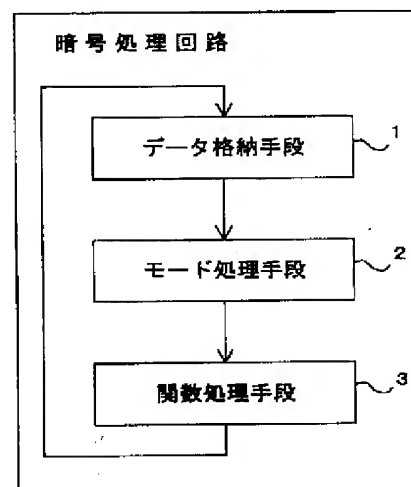 暗号処理回路
データ格納手段
1
モード処理手段
2
関数処理手段
3